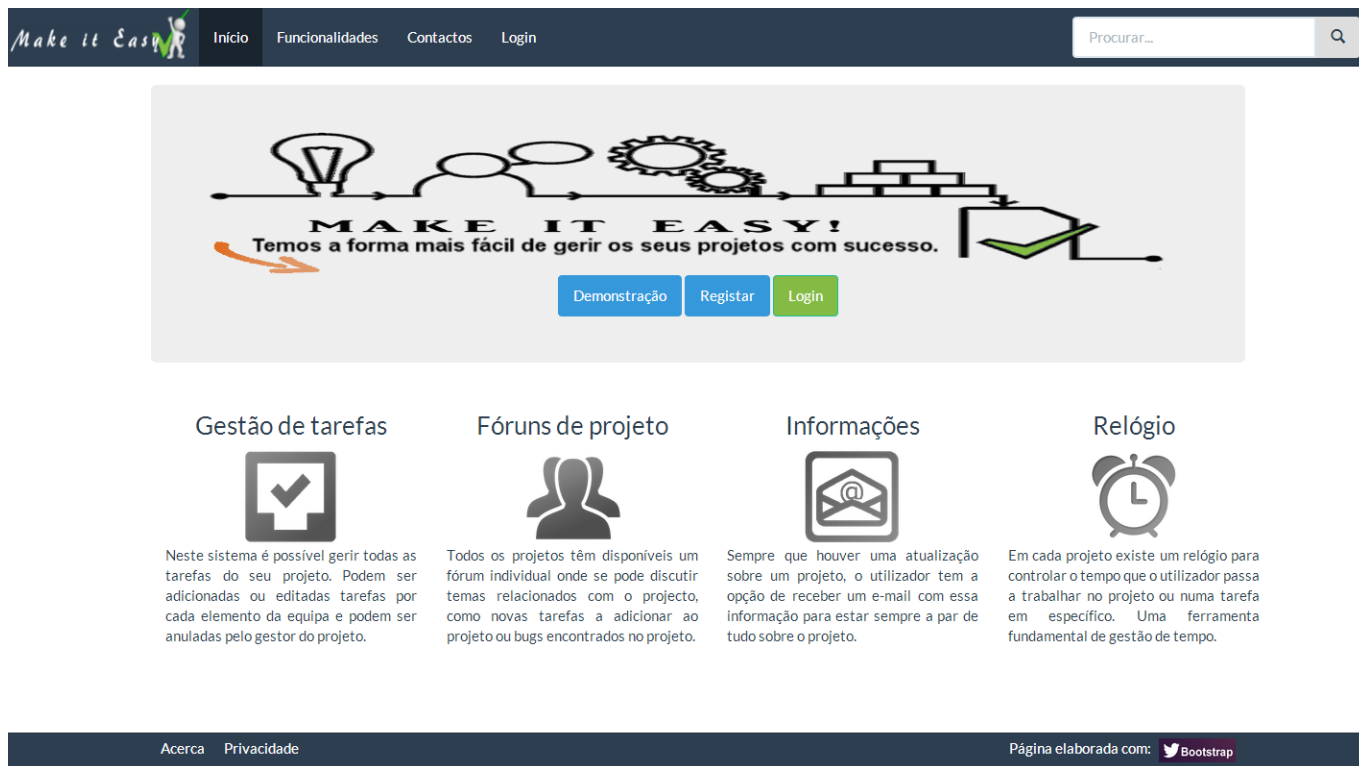 Make it Easy
Início
Funcionalidades
Contactos
Login
Procurar...
MAKE IT EASY!
Temos a forma mais fácil de gerir os seus projetos com sucesso.
Demonstração
Registar
Login
Gestão de tarefas
Neste sistema é possível gerir todas as
tarefas do seu projeto. Podem ser
adicionadas ou editadas tarefas por
cada elemento da equipa e podem ser
anuladas pelo gestor do projeto.
Fóruns de projeto
Todos os projetos têm disponíveis um
fórum individual onde se pode discutir
temas relacionados com o projecto,
como novas tarefas a adicionar ao
projeto ou bugs encontrados no projeto.
Informações
@
Sempre que houver uma atualização
sobre um projeto, o utilizador tem a
opção de receber um e-mail com essa
informação para estar sempre a par de
tudo sobre o projeto.
Relógio
Em cada projeto existe um relógio para
controlar o tempo que o utilizador passa
a trabalhar no projeto ou numa tarefa
em específico. Uma ferramenta
fundamental de gestão de tempo.
Acerca
Privacidade
Página elaborada com:
Bootstrap